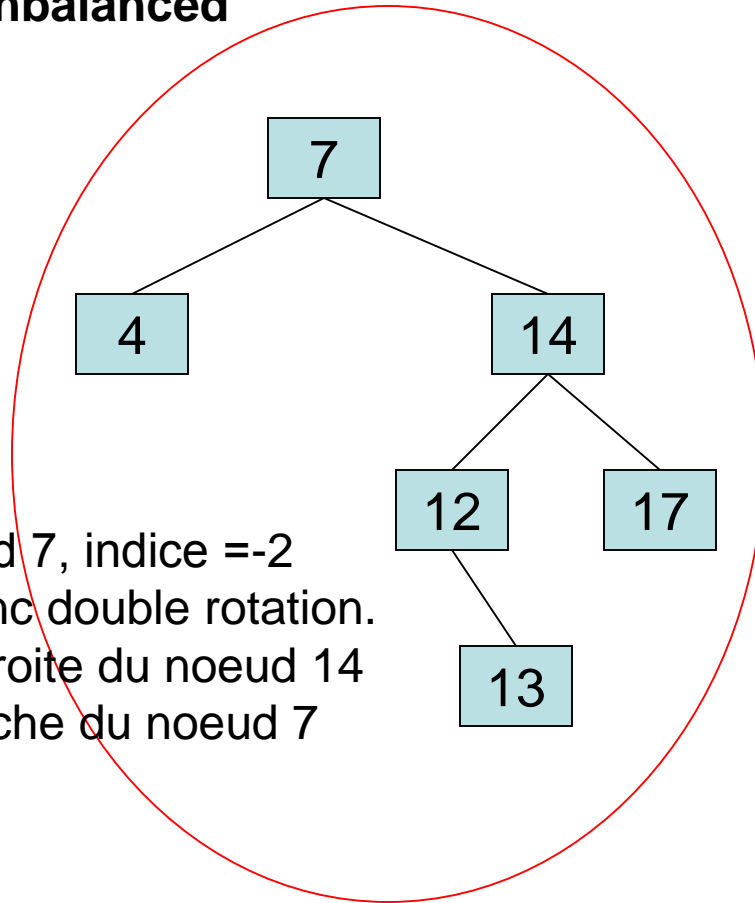 nbalanced
7
4
14
12
17
d 7, indice =-2
nc double rotation.
roite du noeud 14
13
che du noeud 7